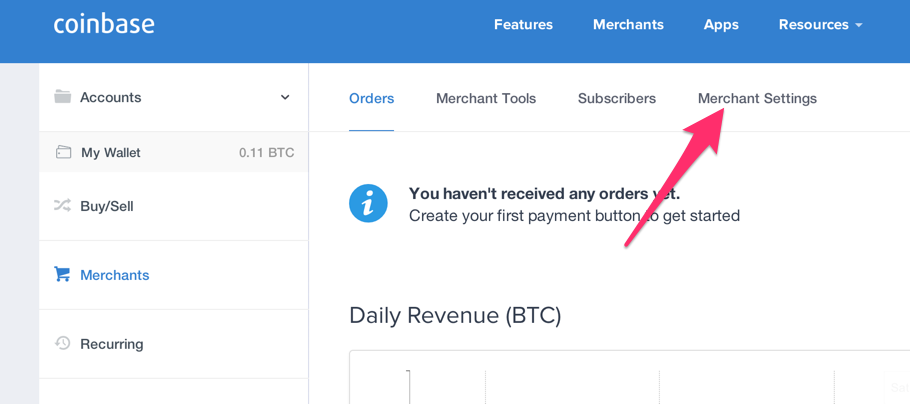 coinbase
Features Merchants Apps Resources
Accounts
My Wallet 0.11 BTC
Buy/Sell
Merchants
Recurring
Orders Merchant Tools Subscribers Merchant Settings
You haven't received any orders yet.
Create your first payment button to get started
Daily Revenue (BTC)